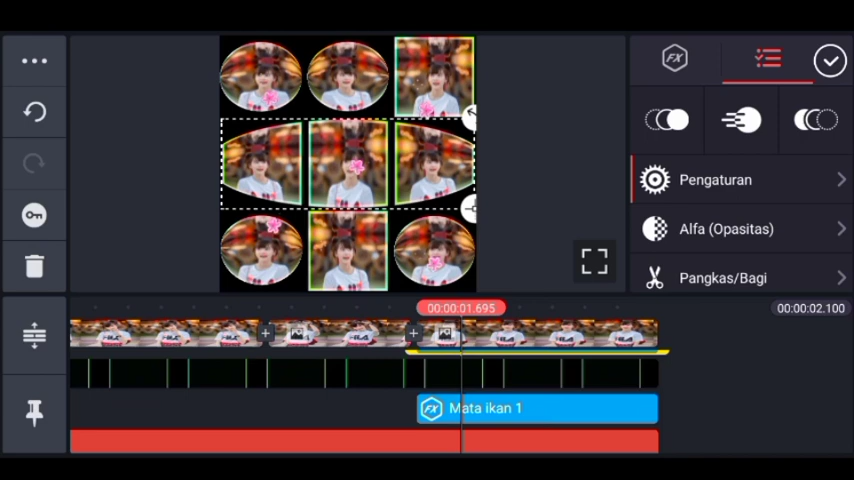 FX
Pengaturan
Alfa (Opasitas)
Pangkas/Bagi
00:00:01.695
00:00:02.100
FX Mata ikan 1